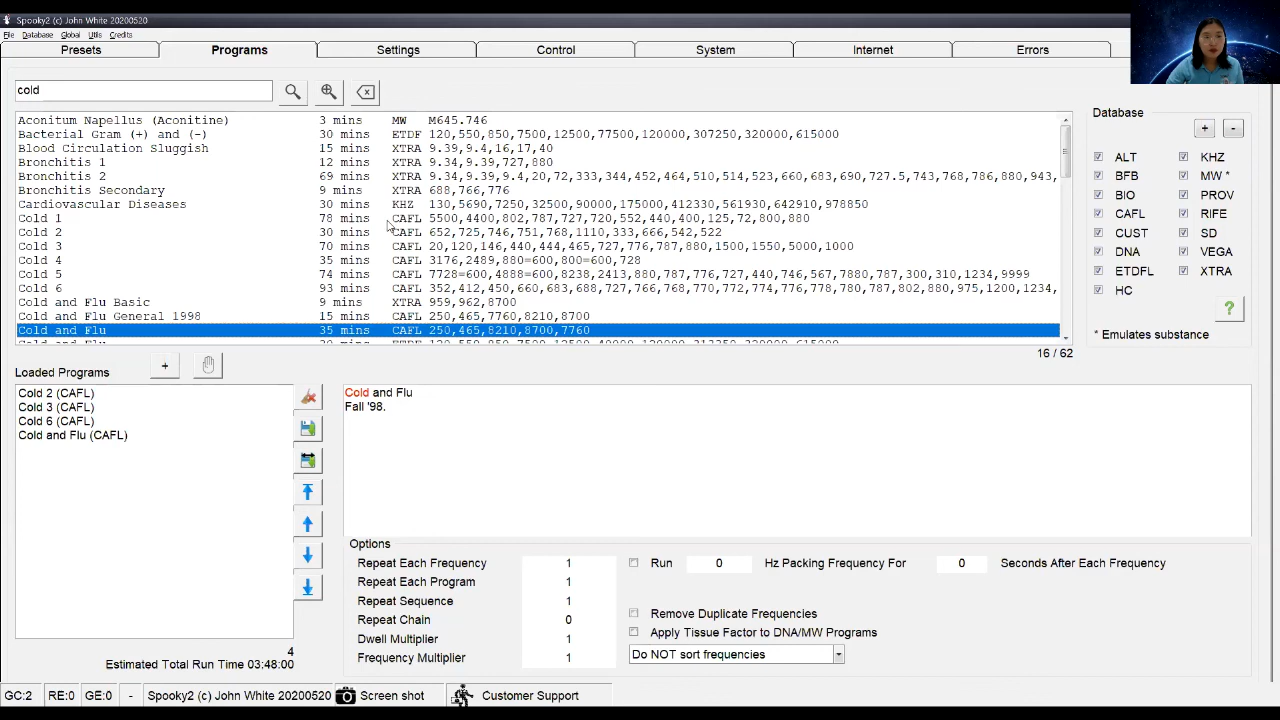 Spooky2 (c) John White 20200520
File Database Global Utils Credits
Presets Programs Settings Control System Internet Errors
cold
Aconitum Napellus (Aconitine) 3 mins MW M645.746
Bacterial Gram (+) and (-) 30 mins ETDF 120,550,850,7500,12500,77500,120000,307250,320000,615000
Blood Circulation Sluggish 15 mins XTRA 9.39,9.4,16,17,40
Bronchitis 1 12 mins XTRA 9.34,9.39,727,880
Bronchitis 2 69 mins XTRA 9.34,9.39,9.4,20,72,333,344,452,464,510,514,523,660,683,690,727.5,743,768,786,880,943,
Bronchitis Secondary 9 mins XTRA 688,766,776
Cardiovascular Diseases 30 mins KHZ 130,5690,7250,32500,90000,175000,412330,561930,642910,978850
Cold 1 78 mins CAFL 5500,4400,802,787,727,720,552,440,400,125,72,800,880
Cold 2 30 mins CAFL 652,725,746,751,768,1110,333,666,542,522
Cold 3 70 mins CAFL 20,120,146,440,444,465,727,776,787,880,1500,1550,5000,1000
Cold 4 35 mins CAFL 3176,2489,880=600,800=600,728
Cold 5 74 mins CAFL 7728=600,4888=600,8238,2413,880,787,776,727,746,567,7880,787,300,310,1234,9999
Cold 6 93 mins CAFL 352,412,450,660,683,688,727,766,768,770,772,774,776,778,780,787,802,880,975,1200,1234,
Cold and Flu Basic 9 mins XTRA 959,962,8700
Cold and Flu General 1998 15 mins XTRA 250,465,7760,8210,8700
Cold and Flu 35 mins CAFL 250,465,8210,8700,7760
16 / 62
Database
+ -
ALT KHZ
BFB MW *
BIO PROV
CAFL RIFE
CUST SD
DNA VEGA
ETDFL XTRA
HC
?
* Emulates substance
Loaded Programs +
Cold 2 (CAFL)
Cold 3 (CAFL)
Cold 6 (CAFL)
Cold and Flu (CAFL)
4
Estimated Total Run Time 03:48:00
Cold and Flu
Fall '98.
Options
Repeat Each Frequency 1 Run 0 Hz Packing Frequency For 0 Seconds After Each Frequency
Repeat Each Program 1
Repeat Sequence 1 Remove Duplicate Frequencies
Repeat Chain 0 Apply Tissue Factor to DNA/MW Programs
Dwell Multiplier 1
Frequency Multiplier 1 Do NOT sort frequencies
GC:2 RE:0 GE:0 - Spooky2 (c) John White 20200520 Screen shot Customer Support